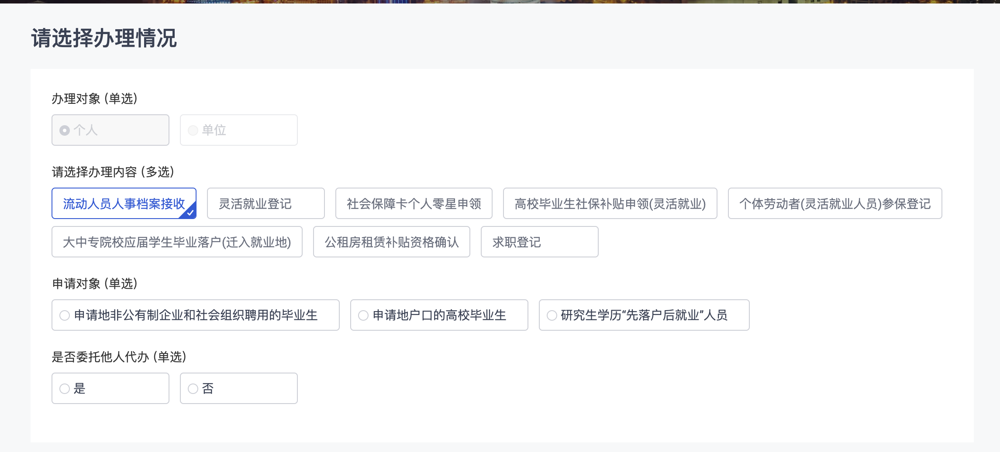 请选择办理情况
办理对象 (单选)
个人 单位
请选择办理内容 (多选)
流动人员人事档案接收 灵活就业登记 社会保障卡个人零星申领 高校毕业生社保补贴申领(灵活就业) 个体劳动者(灵活就业人员)参保登记
大中专院校应届学生毕业落户(迁入就业地) 公租房租赁补贴资格确认 求职登记
申请对象 (单选)
申请地非公有制企业和社会组织聘用的毕业生 申请地户口的高校毕业生 研究生学历“先落户后就业”人员
是否委托他人代办 (单选)
是 否